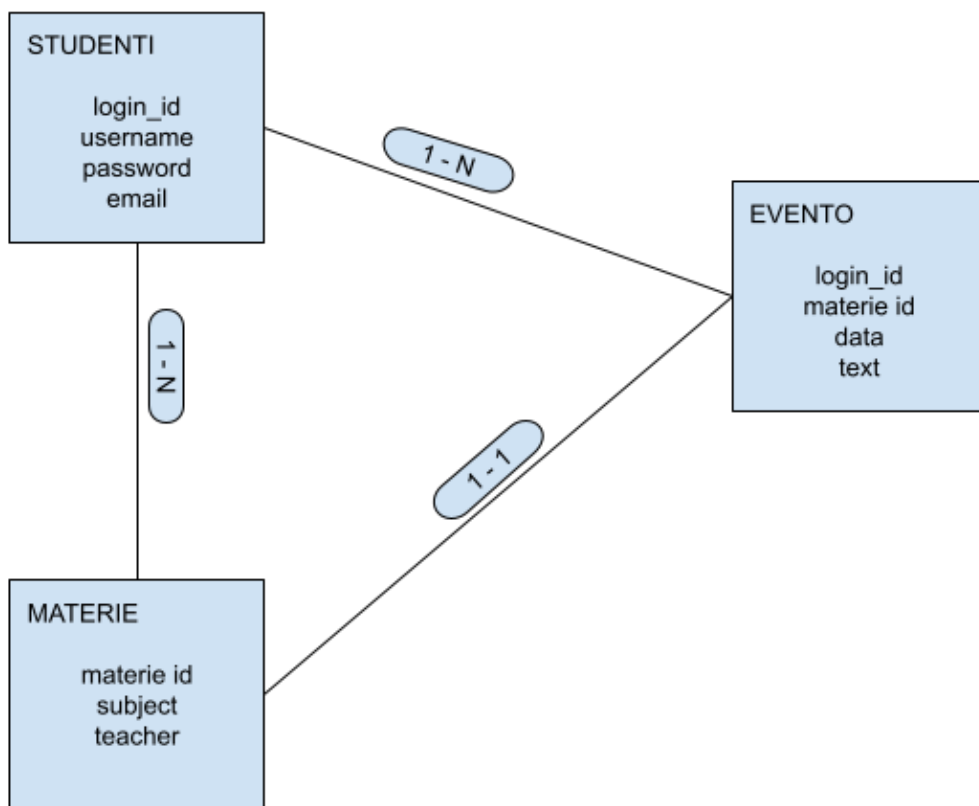 STUDENTI
login_id
username
password
email
1 - N
EVENTO
login_id
materie id
data
text
1 - N
1 - 1
MATERIE
materie id
subject
teacher